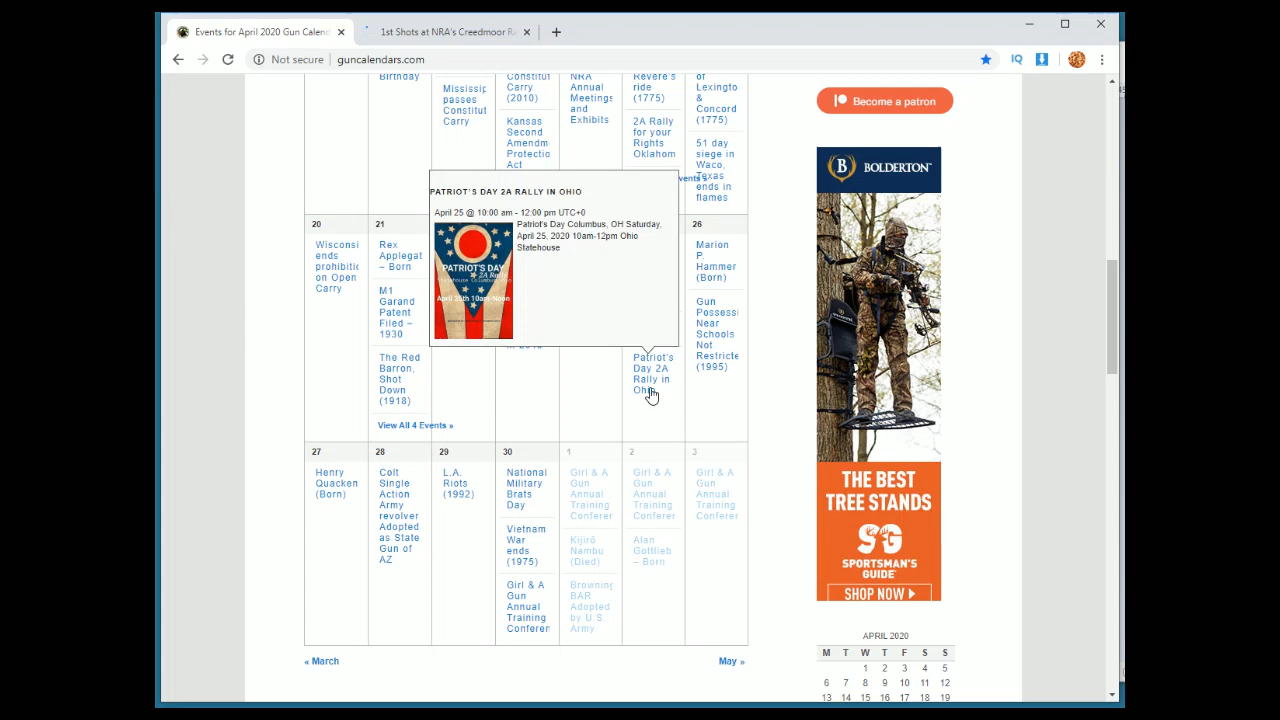 Events for April 2020 Gun Calend
1st Shots at NRA's Creedmoor R
Not secure
guncalendars.com
IQ
Birthday
Mississip
passes
Constitut
Carry
Constitut
Carry
(2010)
Kansas
Second
Amendm
Protectio
Act
NRA
Annual
Meetings
and
Exhibits
Revere's
ride
(1775)
2A Rally
for your
Rights
Oklahom
of
Lexingto
&
Concord
(1775)
51 day
siege in
Waco,
Texas
ends in
flames
PATRIOT'S DAY 2A RALLY IN OHIO
April 25 @ 10:00 am - 12:00 pm UTC+0
Patriot's Day Columbus, OH Saturday,
April 25, 2020 10am-12pm Ohio
Statehouse
PATRIOT'S DAY
2A Rally
April 25th 10am-Noon
20
Wisconsi
ends
prohibitic
on Open
Carry
21
Rex
Applegat
– Born
M1
Garand
Patent
Filed –
1930
The Red
Barron,
Shot
Down
(1918)
View All 4 Events »
Patriot's
Day 2A
Rally in
Ohio
26
Marion
P.
Hammer
(Born)
Gun
Possessi
Near
Schools
Not
Restricte
(1995)
27
Henry
Quacken
(Born)
28
Colt
Single
Action
Army
revolver
Adopted
as State
Gun of
AZ
29
L.A.
Riots
(1992)
30
National
Military
Brats
Day
Vietnam
War
ends
(1975)
Girl & A
Gun
Annual
Training
Conferen
1
Girl & A
Gun
Annual
Training
Conferer
Kijirō
Nambu
(Died)
Browning
BAR
Adopted
by U.S.
Army
2
Girl & A
Gun
Annual
Training
Conferer
Alan
Gottlieb
– Born
3
Girl & A
Gun
Annual
Training
Conferer
« March
May »
Become a patron
B BOLDERTON™
THE BEST
TREE STANDS
SG
SPORTSMAN'S
GUIDE
SHOP NOW
APRIL 2020
M T W T F S S
1 2 3 4 5
6 7 8 9 10 11 12
13 14 15 16 17 18 19